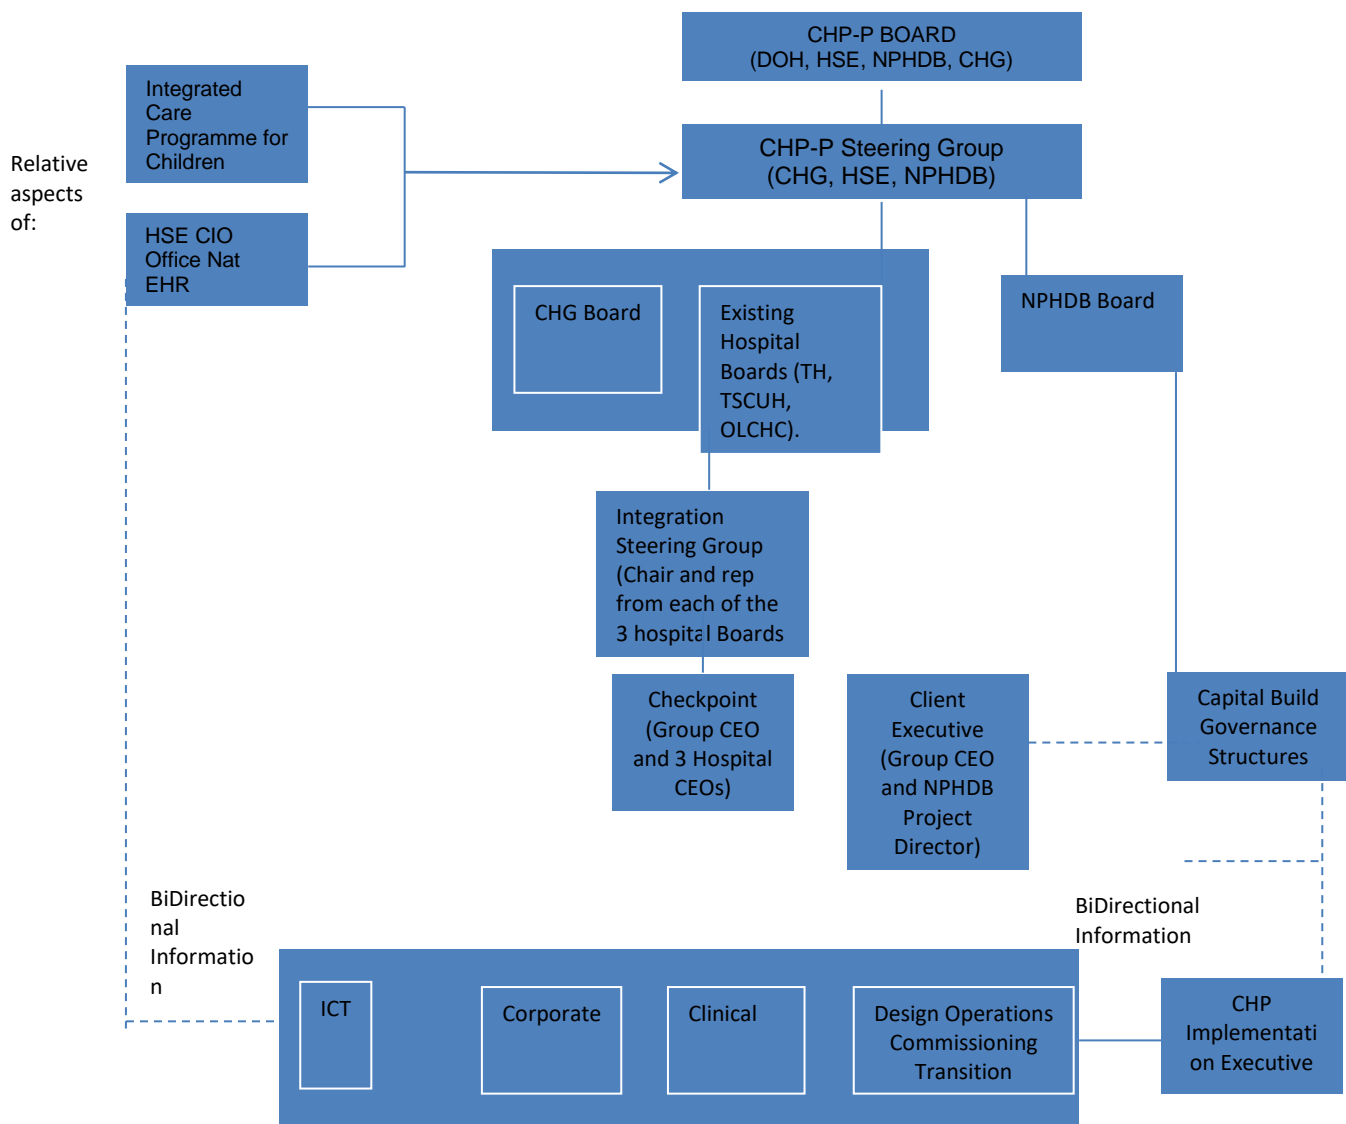 CHP-P BOARD
(DOH, HSE, NPHDB, CHG)
Integrated
Care
Programme for
Children
Relative
aspects
of:
CHP-P Steering Group
(CHG, HSE, NPHDB)
HSE CIO
Office Nat
EHR
CHG Board
Existing
Hospital
Boards (TH,
TSCUH,
OLCHC).
NPHDB Board
Integration
Steering Group
(Chair and rep
from each of the
3 hospital Boards
Checkpoint
(Group CEO
and 3 Hospital
CEOs)
Client
Executive
(Group CEO
and NPHDB
Project
Director)
Capital Build
Governance
Structures
BiDirectio
nal
Informatio
n
BiDirectional
Information
ICT
Corporate
Clinical
Design Operations
Commissioning
Transition
CHP
Implementati
on Executive